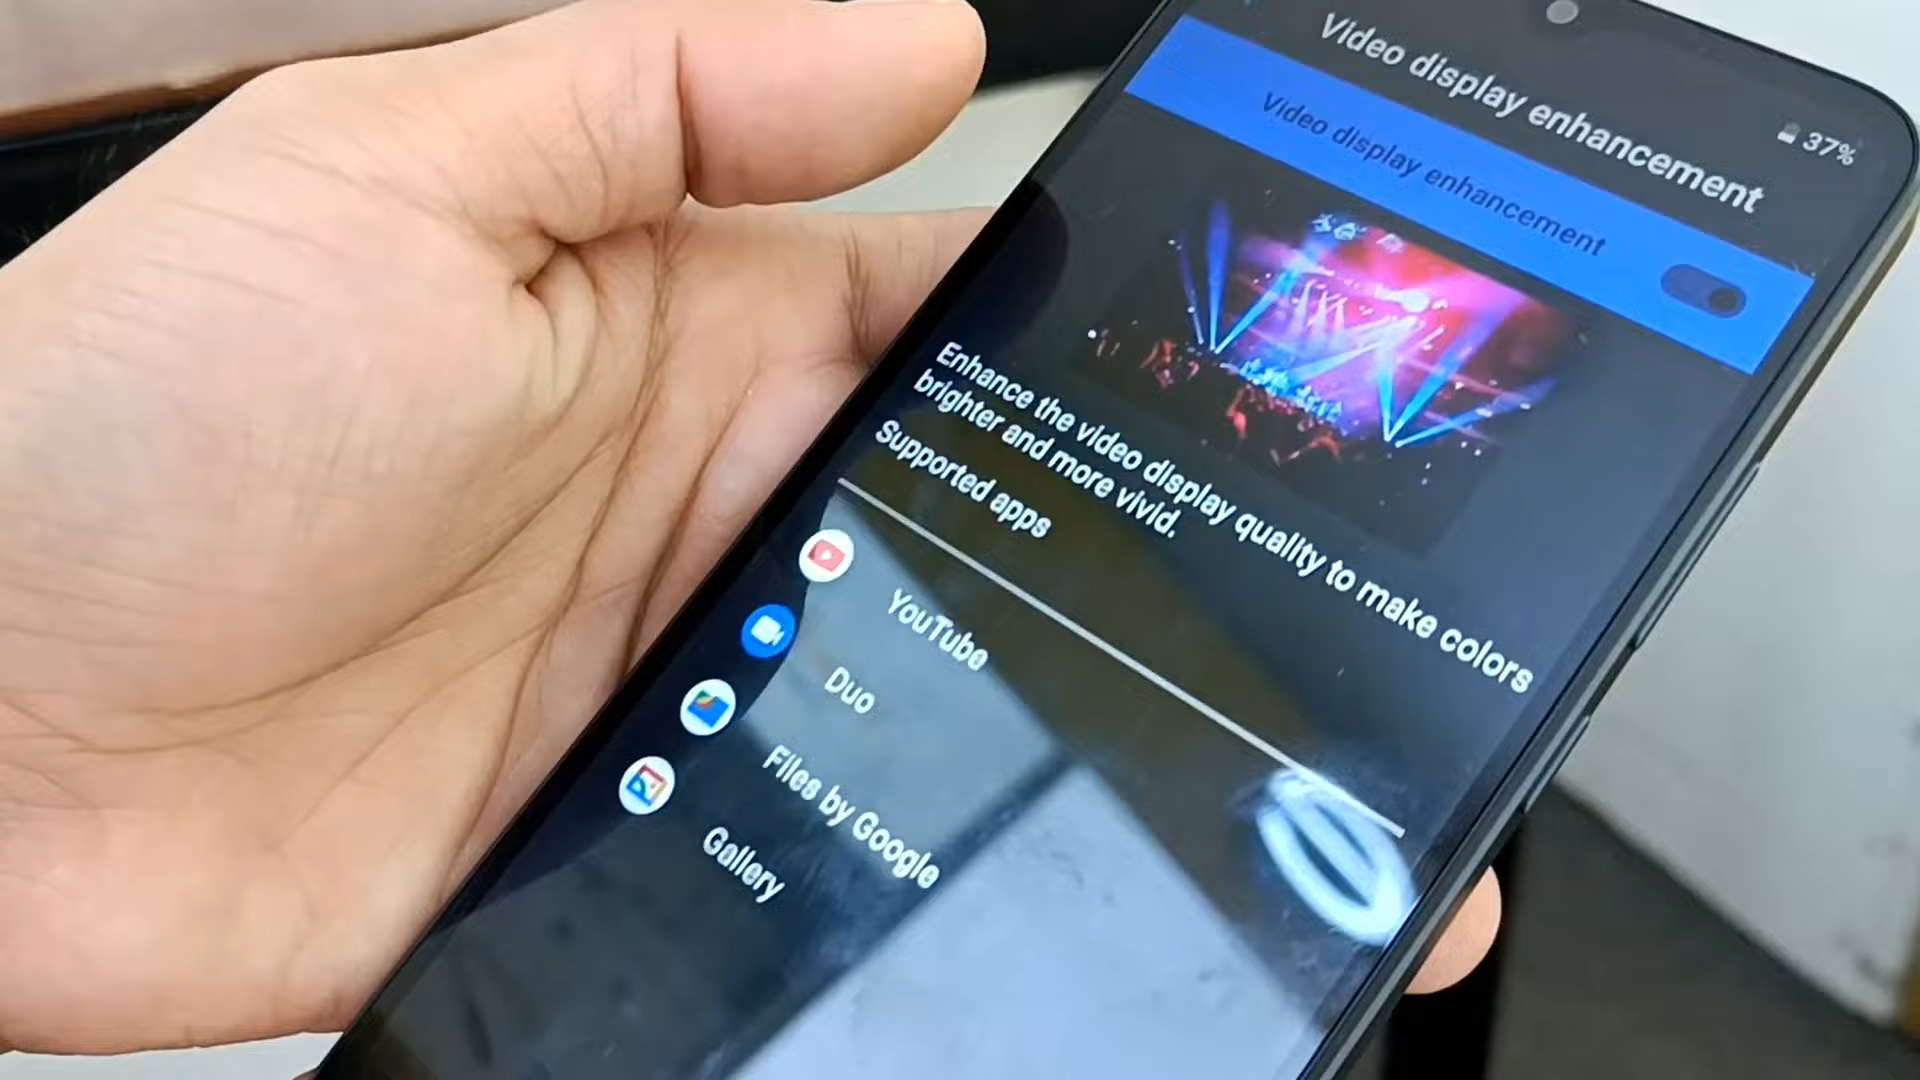 37%
Video display enhancement
Video display enhancement
Enhance the video display quality to make colors
brighter and more vivid.
Supported apps
YouTube
Duo
Files by Google
Gallery